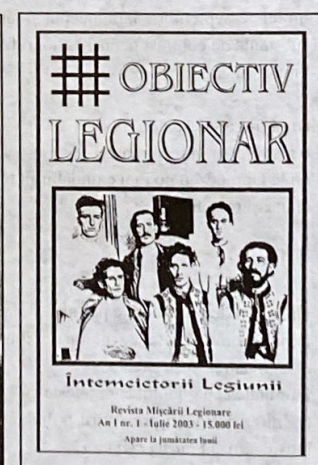 OBIECTIV
LEGIONAR
Întemeietorii Legiunii
Revista Mişcării Legionare
An I nr. 1 - Iulie 2003 - 15.000 lei
Apare la jumătatea lunii